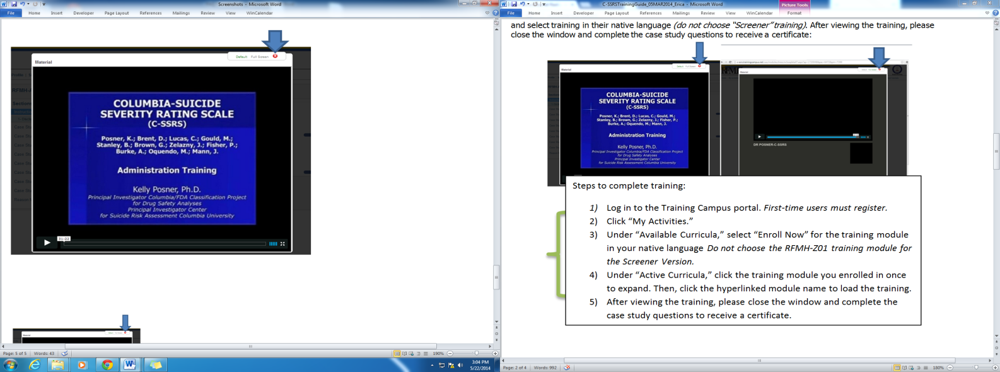 Screenshots - Microsoft Word
File Home Insert Developer Page Layout References Mailings Review View WinCalendar
Default Full Screen
Material
COLUMBIA-SUICIDE
SEVERITY RATING SCALE
(C-SSRS)
Posner, K.; Brent, D.; Lucas, C.; Gould, M.;
Stanley, B.; Brown, G.; Zelazny, J.; Fisher, P.;
Burke, A.; Oquendo, M.; Mann, J.
Administration Training
Kelly Posner, Ph.D.
Principal Investigator Columbia/FDA Classification Project
for Drug Safety Analyses
Principal Investigator Center
for Suicide Risk Assessment Columbia University
31:22
Page: 5 of 5 Words: 43 190%
3:04 PM
5/22/2014
C-SSRSTrainingGuide_05MAR2014_Erica - Microsoft Word
Picture Tools
File Home Insert Developer Page Layout References Mailings Review View WinCalendar Format
and select training in their native language (do not choose "Screener" training). After viewing the training, please
close the window and complete the case study questions to receive a certificate:
Material
COLUMBIA-SUICIDE
SEVERITY RATING SCALE
(C-SSRS)
Posner, K.; Brent, D.; Lucas, C.; Gould, M.;
Stanley, B.; Brown, G.; Zelazny, J.; Fisher, P.;
Burke, A.; Oquendo, M.; Mann, J.
Administration Training
Kelly Posner, Ph.D.
Principal Investigator Columbia/FDA Classification Project
for Drug Safety Analyses
Principal Investigator Center
for Suicide Risk Assessment Columbia University
DR POSNER-C-SSRS
Steps to complete training:
1) Log in to the Training Campus portal. First-time users must register.
2) Click “My Activities.”
3) Under “Available Curricula,” select “Enroll Now” for the training module
in your native language Do not choose the RFMH-Z01 training module for
the Screener Version.
4) Under “Active Curricula,” click the training module you enrolled in once
to expand. Then, click the hyperlinked module name to load the training.
5) After viewing the training, please close the window and complete the
case study questions to receive a certificate.
Page: 2 of 4 Words: 992 180%